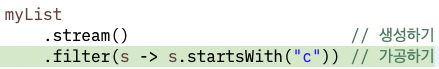 myList
.stream() // 생성하기
.filter(s -> s.startsWith("c")) // 가공하기